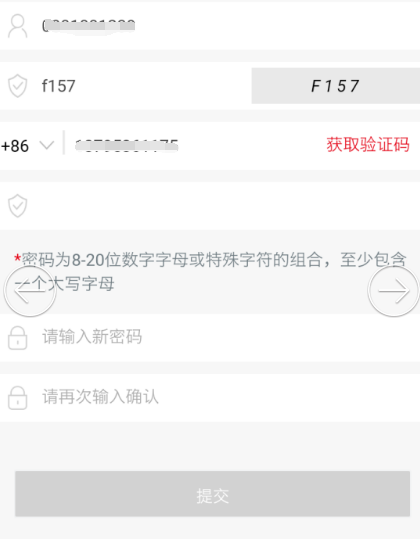 f157
F157
+86
获取验证码
*密码为8-20位数字字母或特殊字符的组合，至少包含
一个大写字母
请输入新密码
请再次输入确认
提交